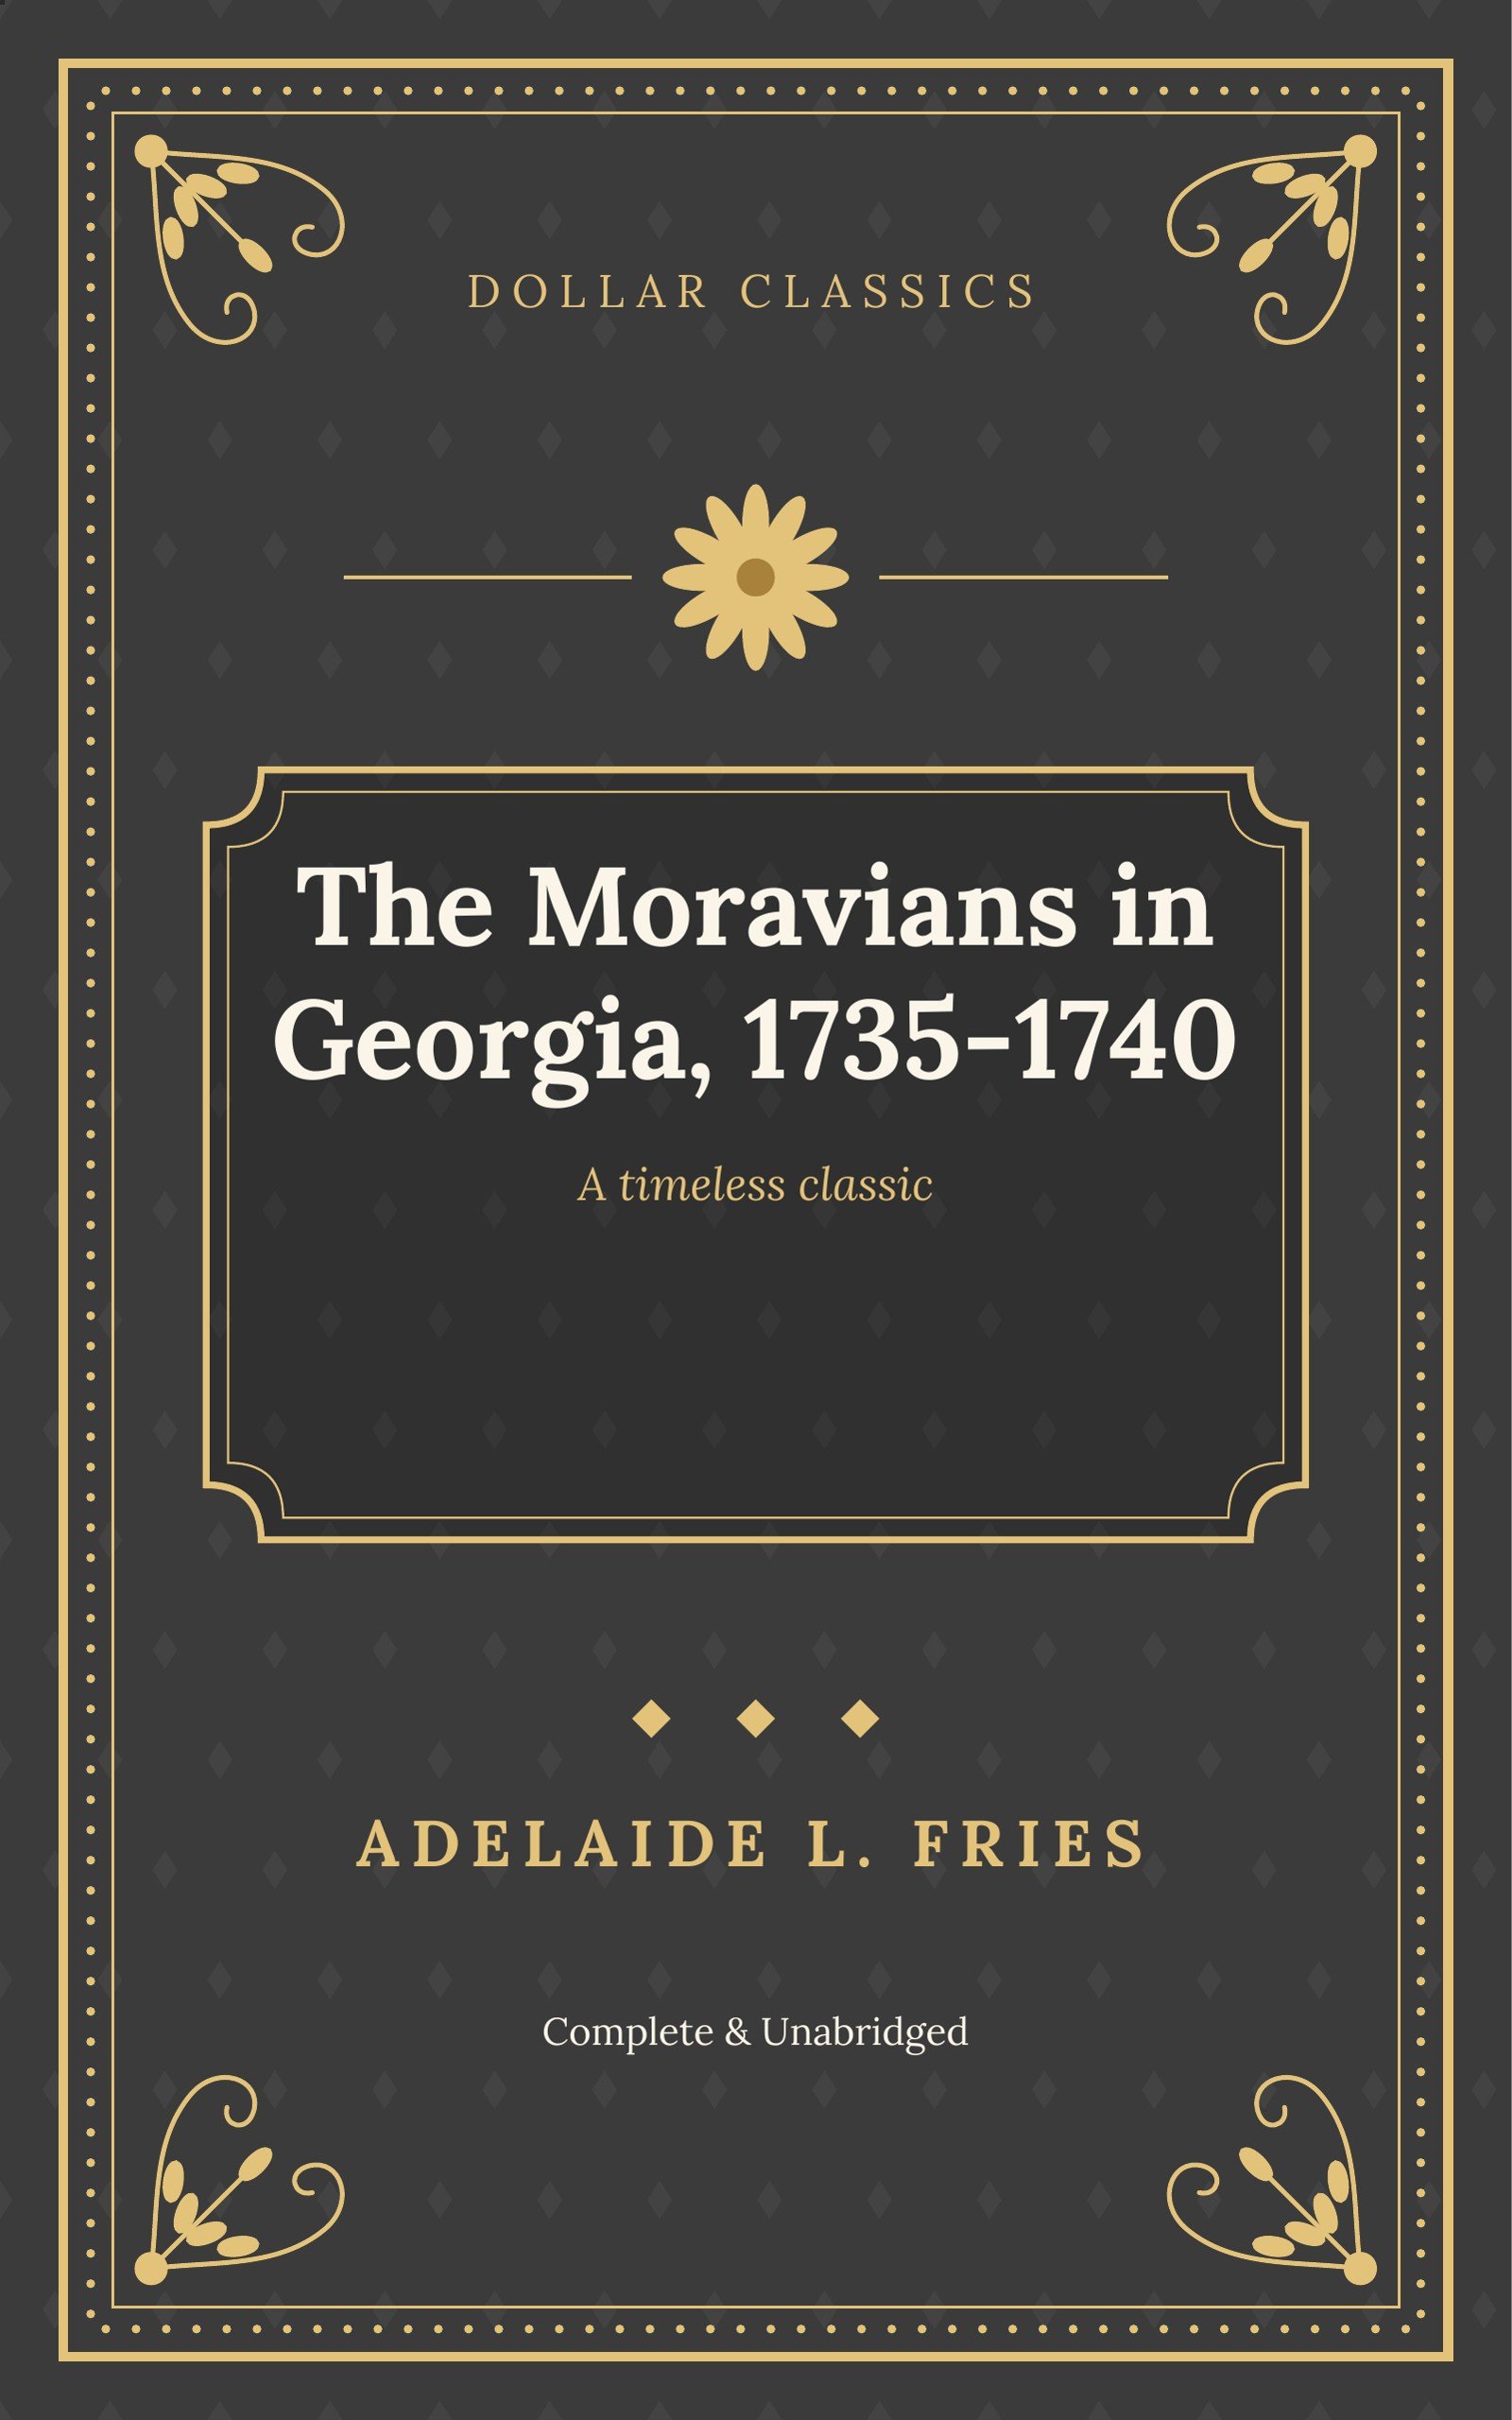 DOLLAR CLASSICS
The Moravians in
Georgia, 1735–1740
A timeless classic
ADELAIDE L. FRIES
Complete & Unabridged